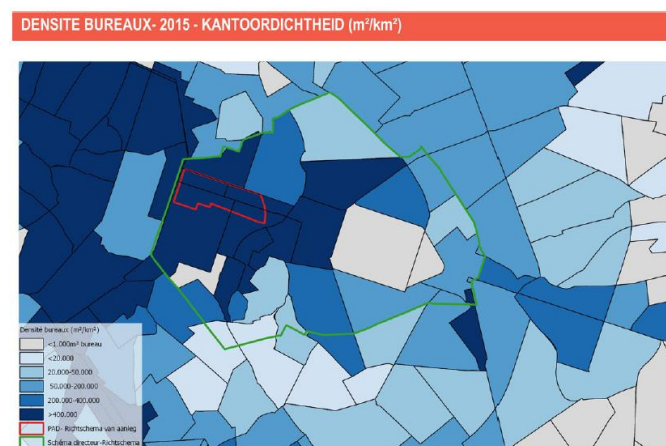 DENSITE BUREAUX- 2015 - KANTOORDICHTHEID (m²/km²)
Densité bureaux (m²/km²)
<1.000m² bureau
<20.000
20.000-50.000
50.000-200.000
200.000-400.000
>400.000
PAD- Richtschema van aanleg
Schéma directeur-Richtschema